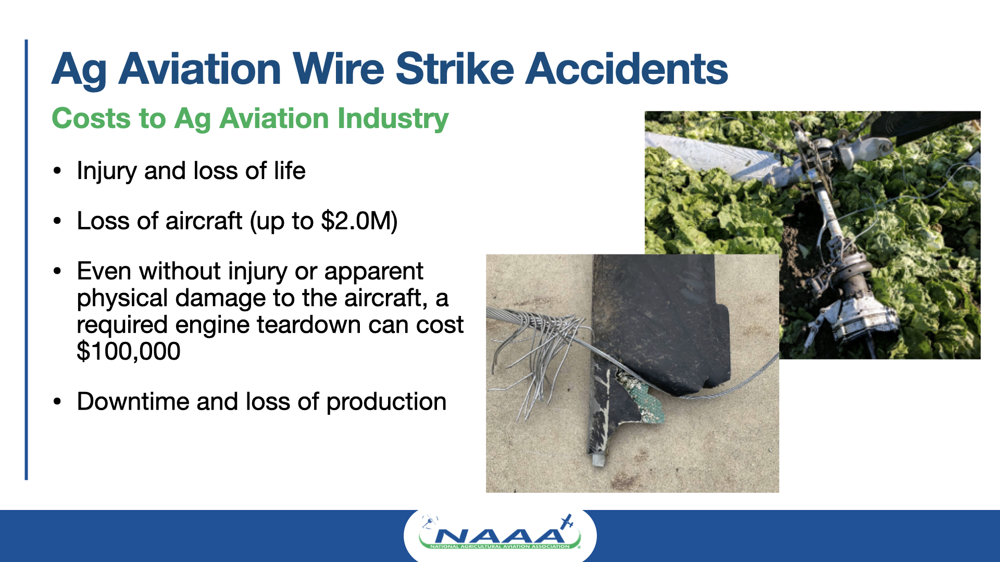 Ag Aviation Wire Strike Accidents
Costs to Ag Aviation Industry
• Injury and loss of life
• Loss of aircraft (up to $2.0M)
• Even without injury or apparent
physical damage to the aircraft, a
required engine teardown can cost
$100,000
• Downtime and loss of production
NAAA
NATIONAL AGRICULTURAL AVIATION ASSOCIATION ®